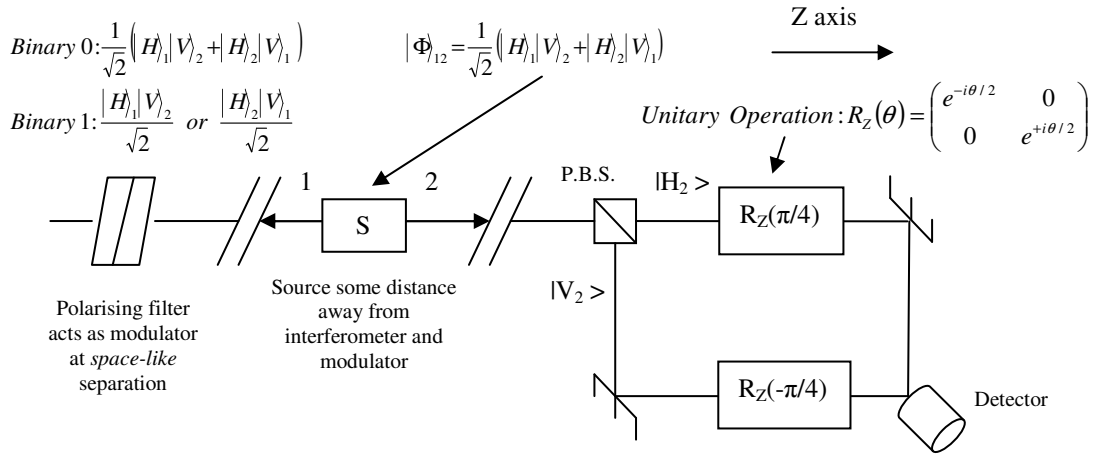 Binary 0: 1/√2 (|H⟩₁|V⟩₂ + |H⟩₂|V⟩₁)
Binary 1: |H⟩₁|V⟩₂/√2 or |H⟩₂|V⟩₁/√2
|Φ⟩₁₂ = 1/√2 (|H⟩₁|V⟩₂ + |H⟩₂|V⟩₁)
Z axis
Unitary Operation: R_Z(θ) = (e^{-iθ/2} 0
0 e^{+iθ/2})
1
2
S
P.B.S.
|H₂ >
R_Z(π/4)
|V₂ >
Polarising filter
acts as modulator
at space-like
separation
Source some distance
away from
interferometer and
modulator
R_Z(-π/4)
Detector